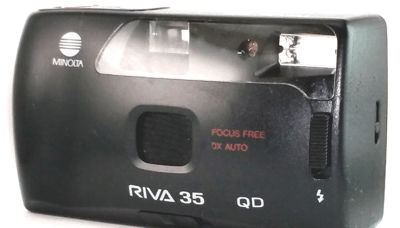 MINOLTA
FOCUS FREE
DX AUTO
RIVA 35 QD